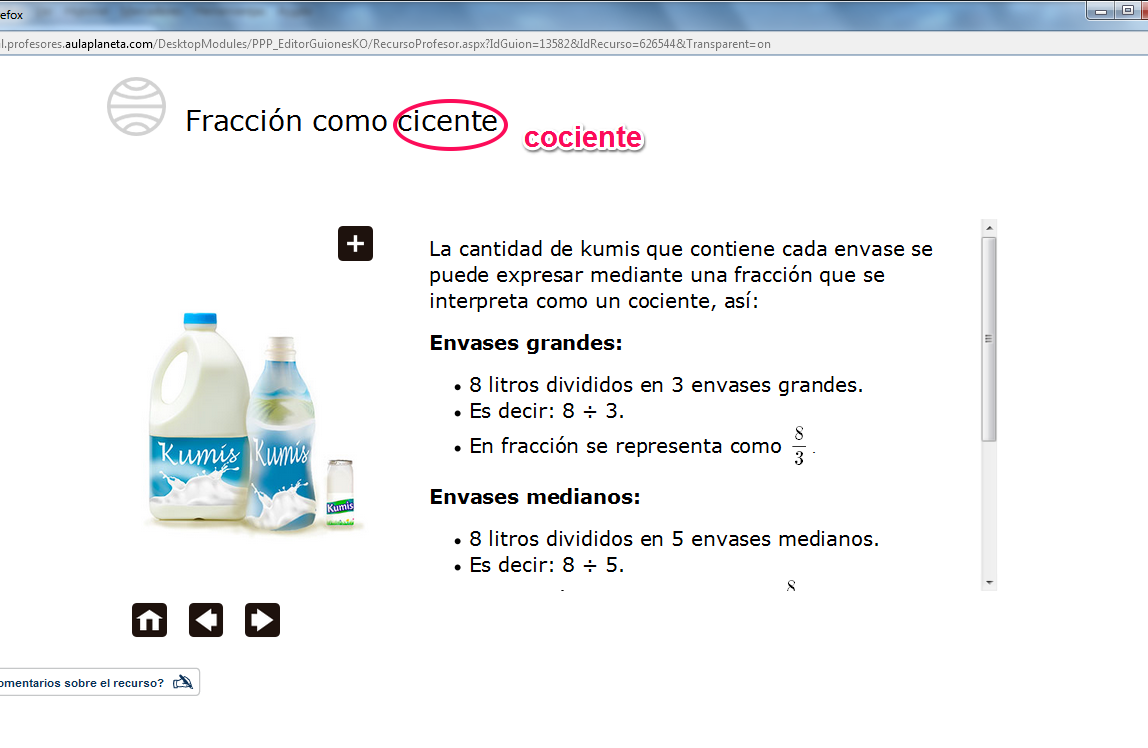 efox
l.profesores.aulaplaneta.com/DesktopModules/PPP_EditorGuionesKO/RecursoProfesor.aspx?IdGuion=13582&IdRecurso=626544&Transparent=on
Fracción como cicente
cociente
+
La cantidad de kumis que contiene cada envase se
puede expresar mediante una fracción que se
interpreta como un cociente, así:
Envases grandes:
• 8 litros divididos en 3 envases grandes.
• Es decir: 8 ÷ 3.
• En fracción se representa como 8/3 .
Envases medianos:
• 8 litros divididos en 5 envases medianos.
• Es decir: 8 ÷ 5.
8
Kumis
Kumis
Kumis
omentarios sobre el recurso?